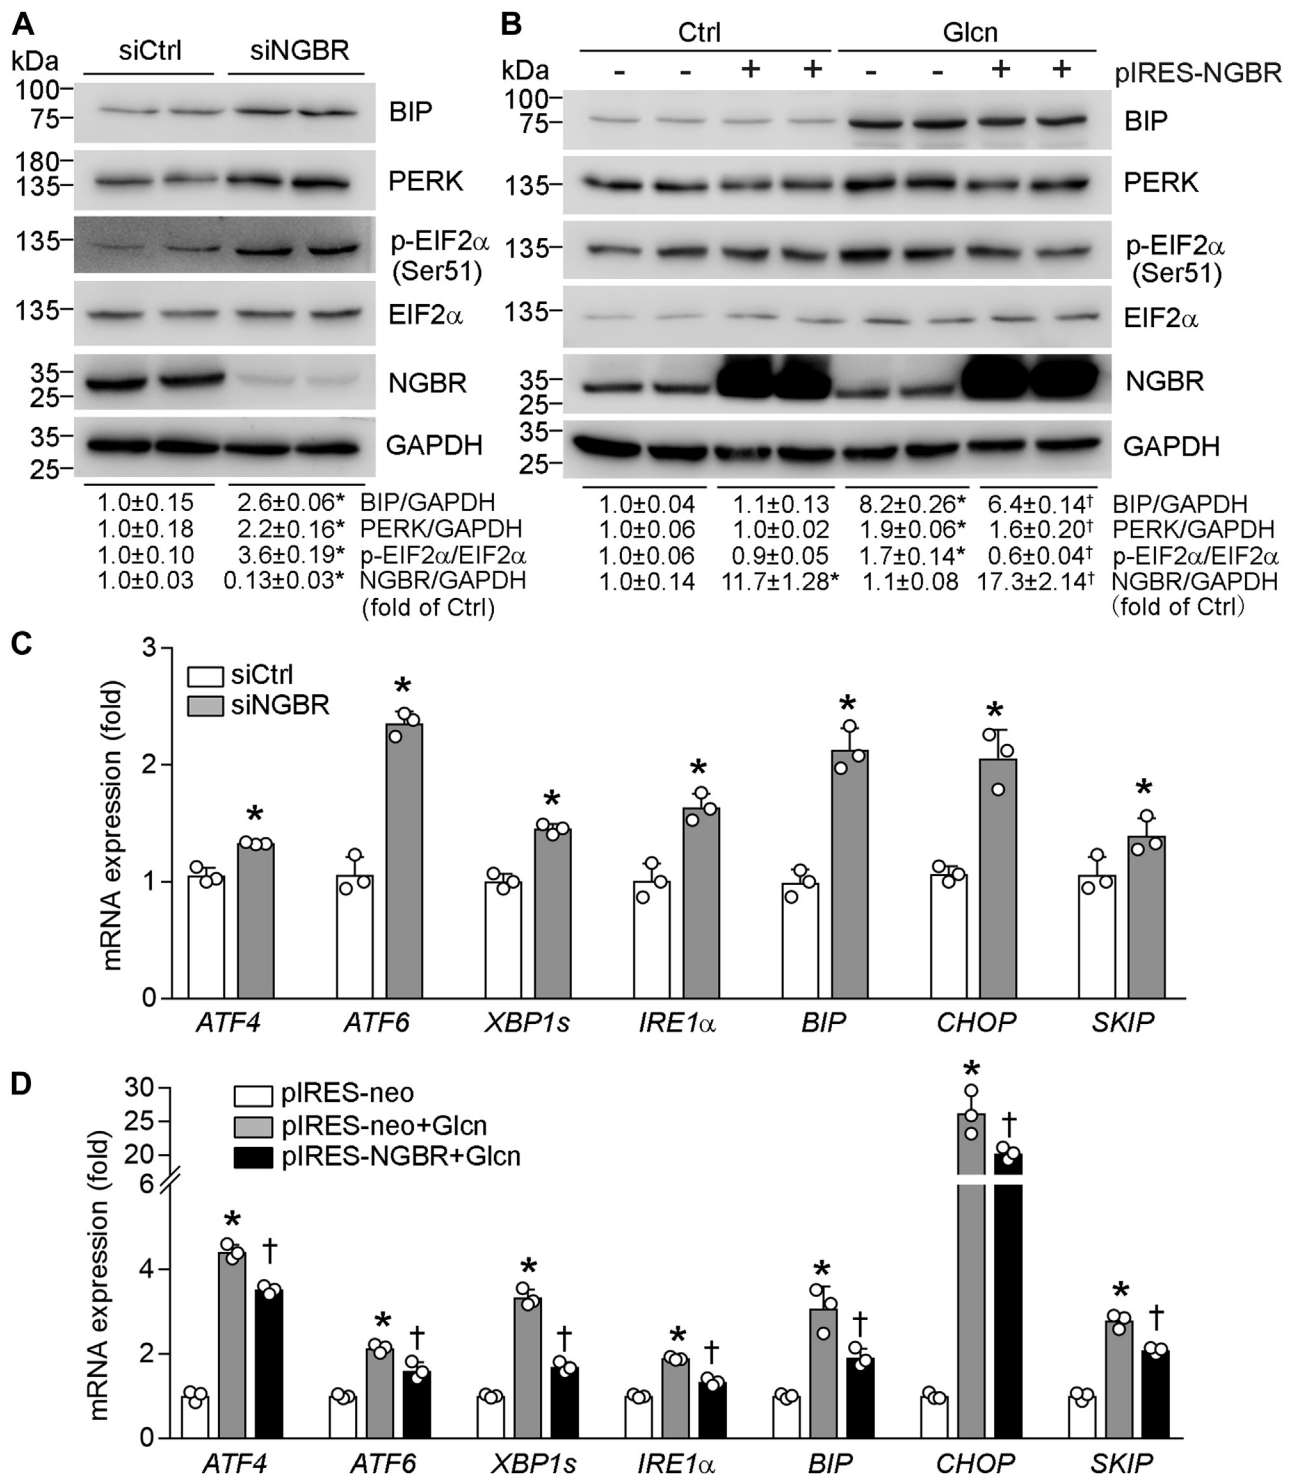 A
siCtrl siNGBR
kDa
100
75
BIP
180
135
PERK
135
p-EIF2α
(Ser51)
135
EIF2α
35
25
NGBR
35
25
GAPDH
1.0±0.15 2.6±0.06* BIP/GAPDH
1.0±0.18 2.2±0.16* PERK/GAPDH
1.0±0.10 3.6±0.19* p-EIF2α/EIF2α
1.0±0.03 0.13±0.03* NGBR/GAPDH
(fold of Ctrl)
B
Ctrl Glcn
kDa - - + + - - + + pIRES-NGBR
100
75
BIP
135
PERK
135
p-EIF2α
(Ser51)
135
EIF2α
35
25
NGBR
35
25
GAPDH
1.0±0.04 1.1±0.13 8.2±0.26* 6.4±0.14† BIP/GAPDH
1.0±0.06 1.0±0.02 1.9±0.06* 1.6±0.20† PERK/GAPDH
1.0±0.06 0.9±0.05 1.7±0.14* 0.6±0.04† p-EIF2α/EIF2α
1.0±0.14 11.7±1.28* 1.1±0.08 17.3±2.14† NGBR/GAPDH
(fold of Ctrl)
C
mRNA expression (fold)
3
2
1
0
siCtrl
siNGBR
* * * * * * *
ATF4 ATF6 XBP1s IRE1α BIP CHOP SKIP
D
mRNA expression (fold)
30
25
20
6
4
2
0
pIRES-neo
pIRES-neo+Glcn
pIRES-NGBR+Glcn
* † * † * † * † * † * † * †
ATF4 ATF6 XBP1s IRE1α BIP CHOP SKIP